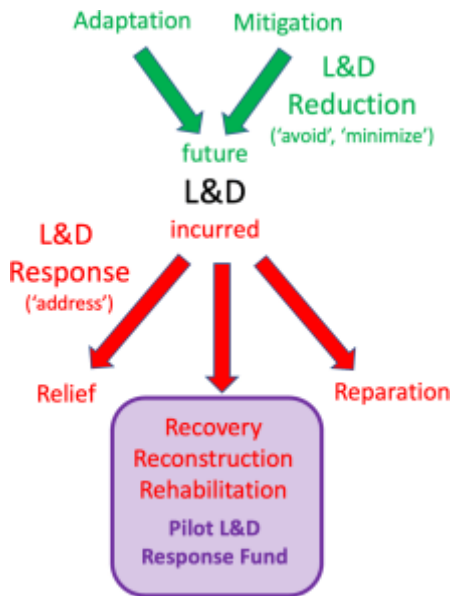 Adaptation
Mitigation
L&D
Reduction
('avoid', 'minimize')
future
L&D
incurred
L&D
Response
('address')
Relief
Reparation
Recovery
Reconstruction
Rehabilitation
Pilot L&D
Response Fund